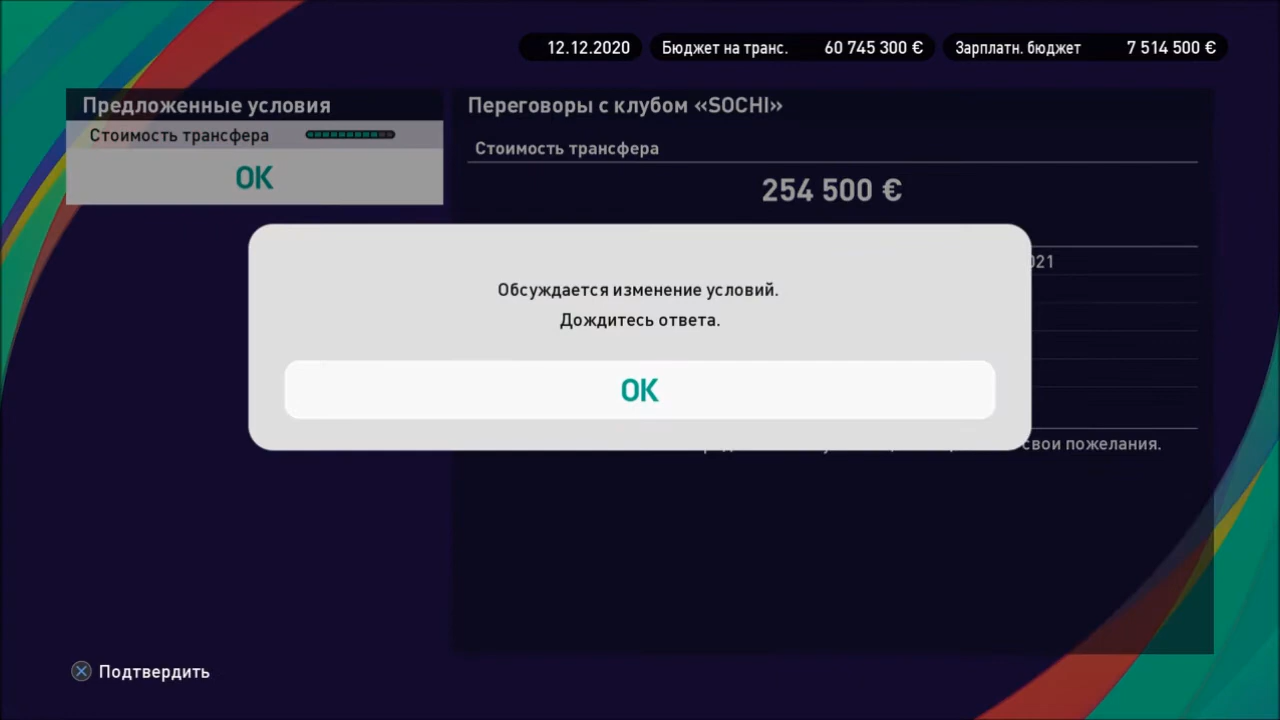 12.12.2020 Бюджет на транс. 60 745 300 € Зарплатн. бюджет 7 514 500 €
Предложенные условия
Стоимость трансфера
OK
Переговоры с клубом «SOCHI»
Стоимость трансфера
254 500 €
021
Обсуждается изменение условий.
Дождитесь ответа.
OK
свои пожелания.
Подтвердить